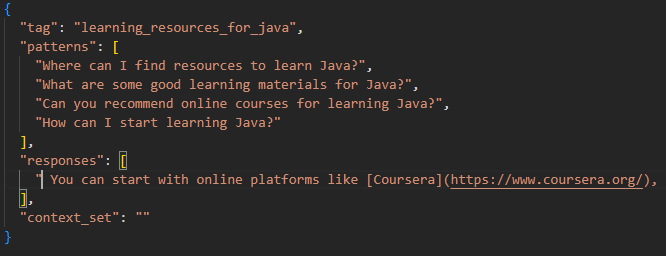 {
"tag": "learning_resources_for_java",
"patterns": [
"Where can I find resources to learn Java?",
"What are some good learning materials for Java?",
"Can you recommend online courses for learning Java?",
"How can I start learning Java?"
],
"responses": [
" You can start with online platforms like [Coursera](https://www.coursera.org/),
],
"context_set": ""
}